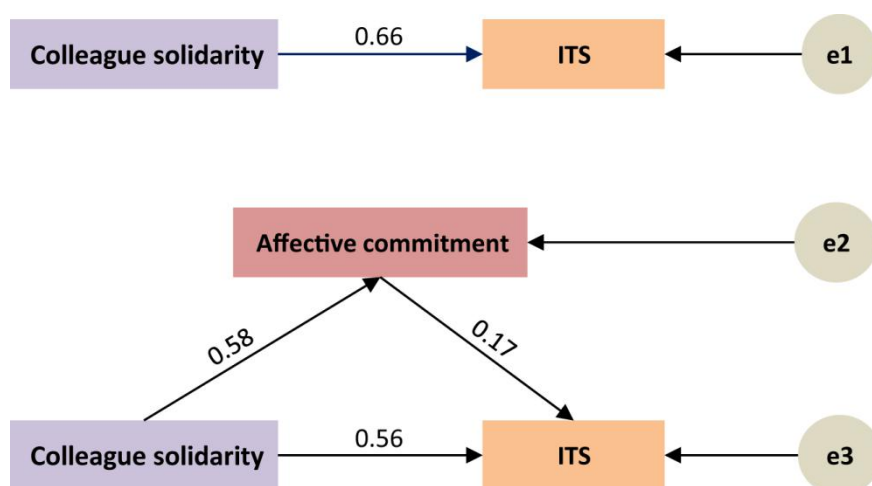 0.66
Colleague solidarity
ITS
e1
Affective commitment
e2
0.58
0.17
0.56
Colleague solidarity
ITS
e3